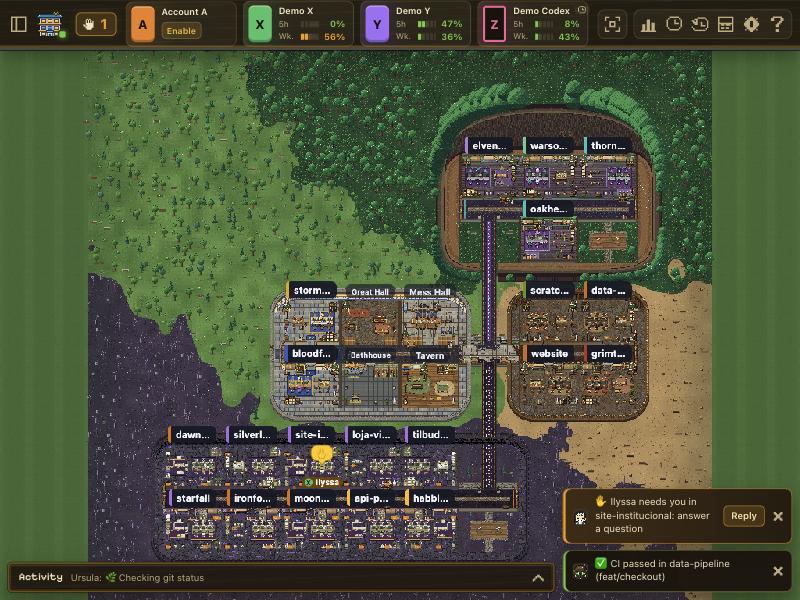 1
A
Account A
Enable
X
Demo X
5h 0%
Wk. 56%
Y
Demo Y
5h 47%
Wk. 36%
Z
Demo Codex
5h 8%
Wk. 43%
?
elven...
warso...
thorn...
oakhe...
storm...
Great Hall
Mess Hall
scratc...
data-...
bloodf...
Bathhouse
Tavern
website
grimt...
dawn...
silverl...
site-i...
loja-vi...
tilbud...
X Ilyssa
starfall
ironfo...
moon...
api-p...
habbl...
Ilyssa needs you in
site-institucional: answer
a question
Reply
CI passed in data-pipeline
(feat/checkout)
Activity
Ursula: Checking git status